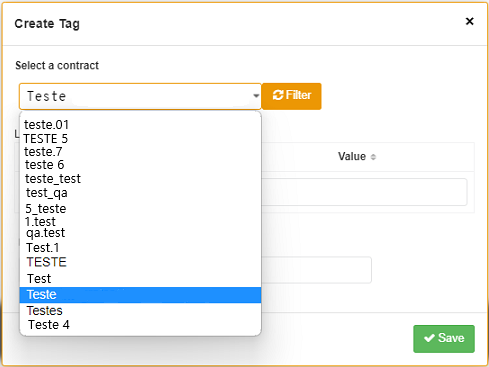 Create Tag ×
Select a contract
Teste Filter
teste.01
TESTE 5
teste.7
teste 6
teste_test
test_qa
5_teste
1.test
qa.test
Test.1
TESTE
Test
Teste
Testes
Teste 4
Value
Save